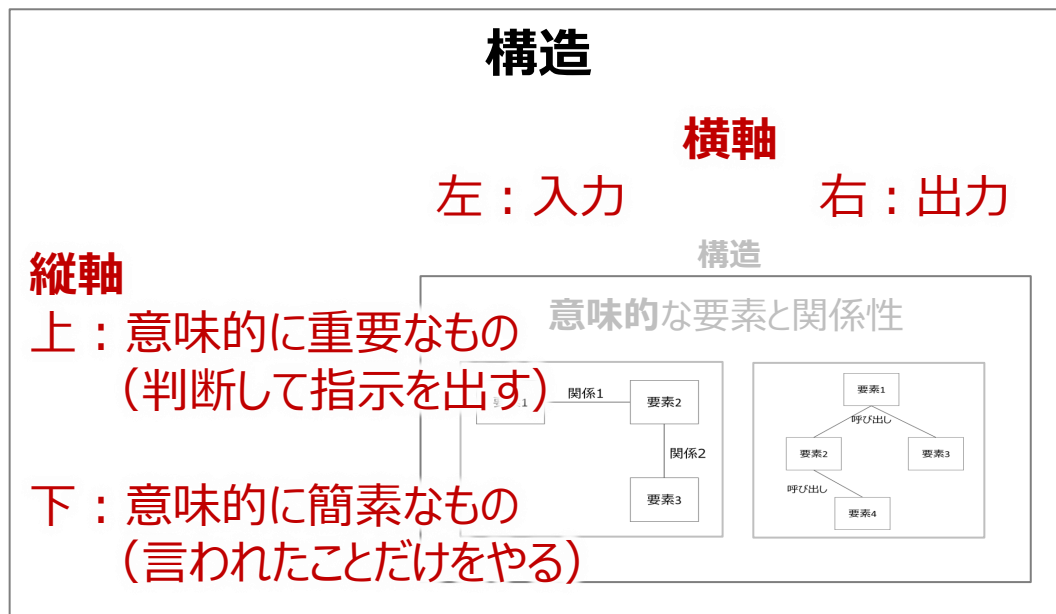 構造
横軸
左：入力
右：出力
構造
縦軸
意味的な要素と関係性
上：意味的に重要なもの
（判断して指示を出す）
関係1
要素2
関係2
要素3
要素1
呼び出し
要素2
要素3
呼び出し
要素4
下：意味的に簡素なもの
（言われたことだけをやる）